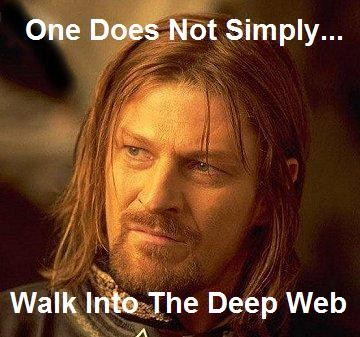 One Does Not Simply...
Walk Into The Deep Web